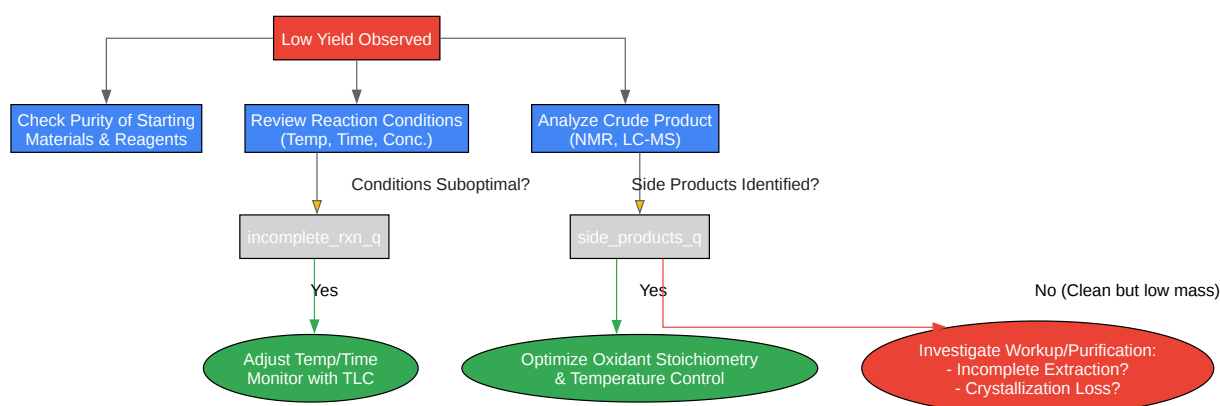 Low Yield Observed
Check Purity of Starting
Materials & Reagents
Review Reaction Conditions
(Temp, Time, Conc.)
Analyze Crude Product
(NMR, LC-MS)
Conditions Suboptimal?
Side Products Identified?
incomplete_rxn_q
side_products_q
Yes
Yes
No (Clean but low mass)
Adjust Temp/Time
Monitor with TLC
Optimize Oxidant Stoichiometry
& Temperature Control
Investigate Workup/Purification:
- Incomplete Extraction?
- Crystallization Loss?